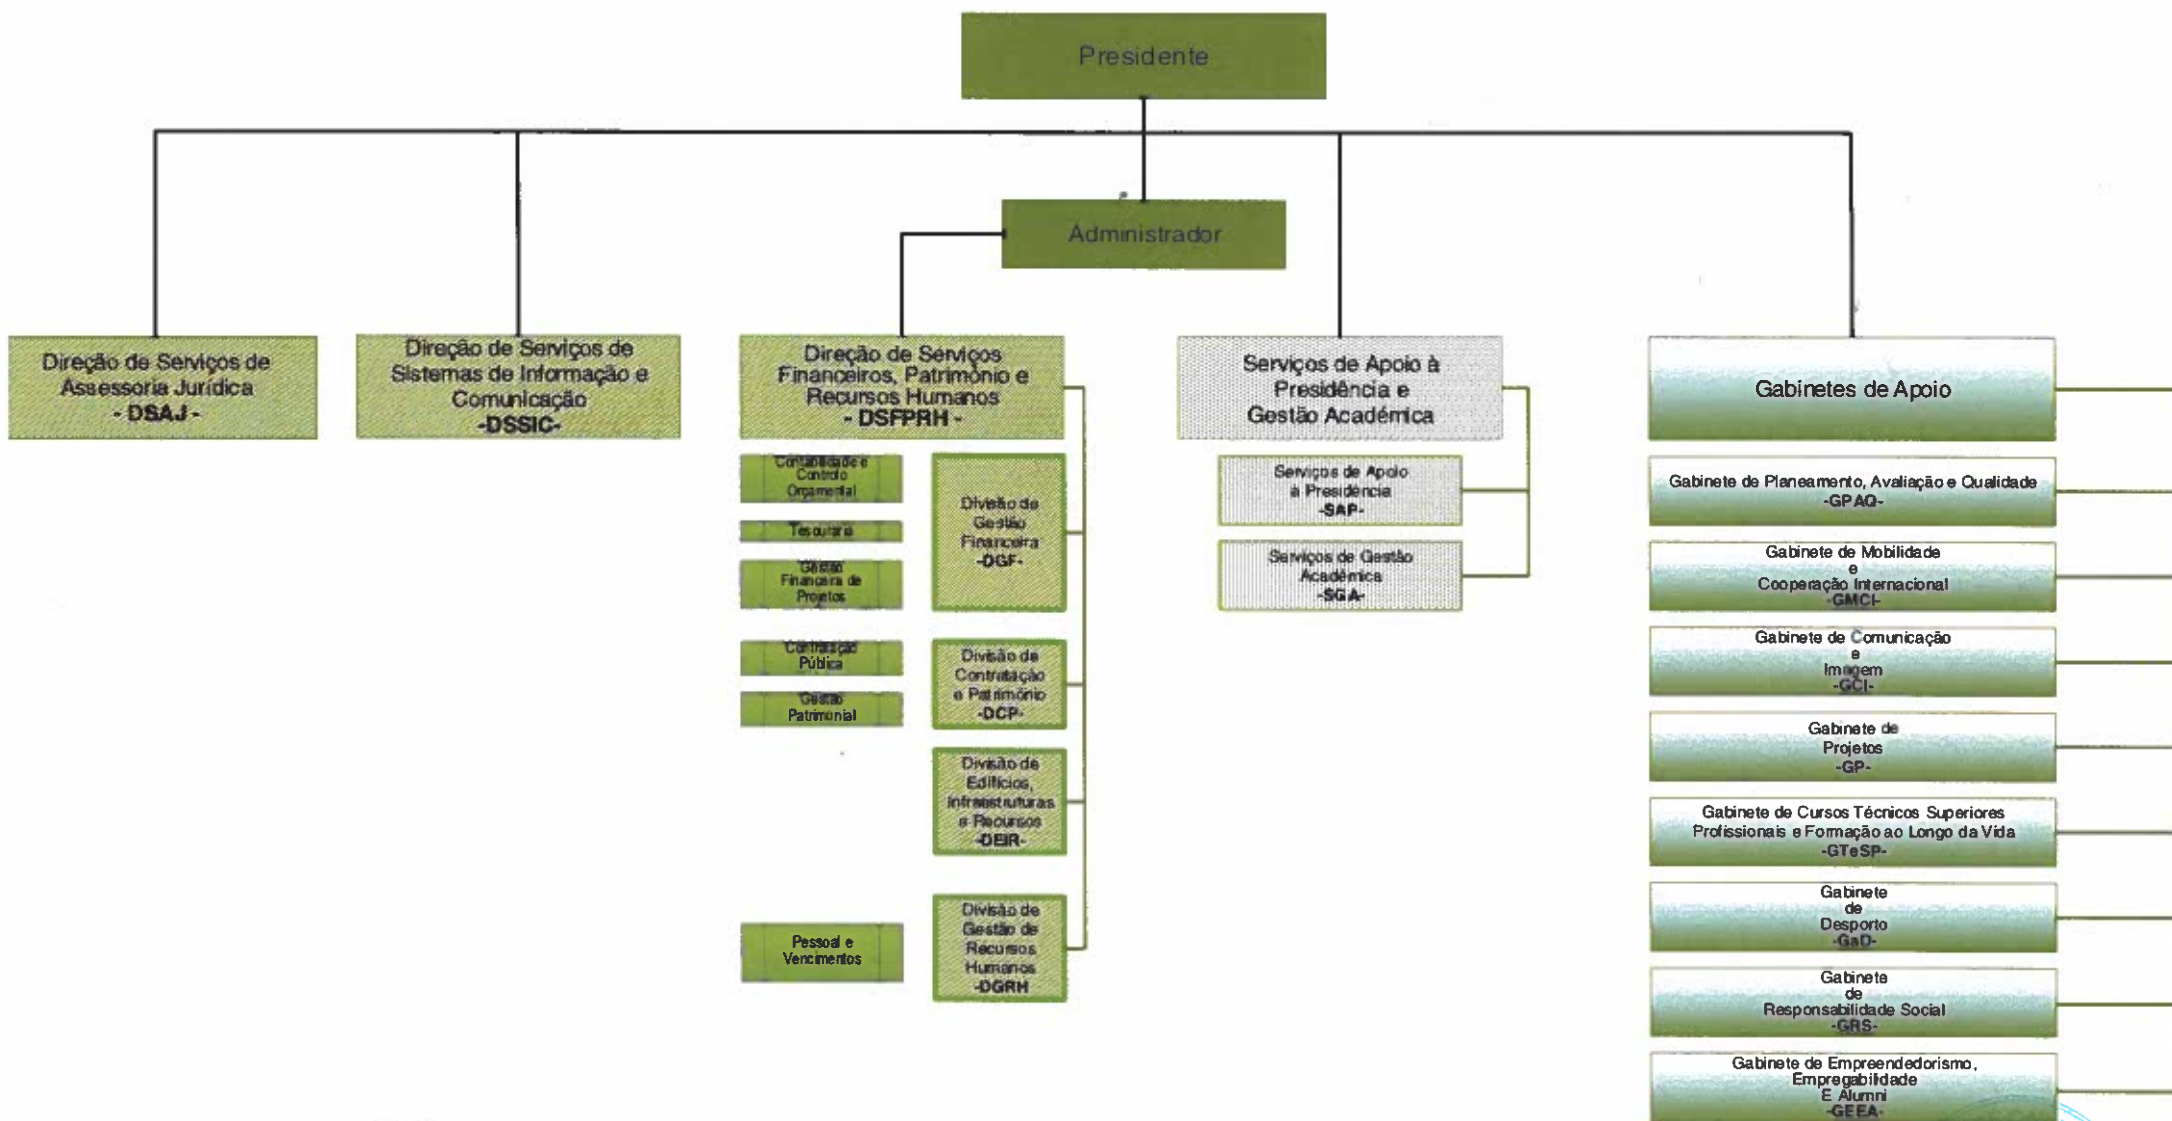 Presidente
Administrador
Direção de Serviços de
Assessoria Jurídica
- DSAJ -
Direção de Serviços de
Sistemas de Informação e
Comunicação
-DSSIC-
Direção de Serviços
Financeiros, Património e
Recursos Humanos
- DSFPRH -
Contabilidade e
Controlo
Orçamental
Tesouraria
Gestão
Financeira de
Projetos
Divisão de
Gestão
Financeira
-DGF-
Contratação
Pública
Gestão
Patrimonial
Divisão de
Contratação
e Património
-DCP-
Divisão de
Edifícios,
Infraestruturas
e Recursos
-DEIR-
Pessoal e
Vencimentos
Divisão de
Gestão de
Recursos
Humanos
-DGRH
Serviços de Apoio à
Presidência e
Gestão Académica
Serviços de Apoio
à Presidência
-SAP-
Serviços de Gestão
Académica
-SGA-
Gabinetes de Apoio
Gabinete de Planeamento, Avaliação e Qualidade
-GPAQ-
Gabinete de Mobilidade
e
Cooperação Internacional
-GMCI-
Gabinete de Comunicação
e
Imagem
-GCI-
Gabinete de
Projetos
-GP-
Gabinete de Cursos Técnicos Superiores
Profissionais e Formação ao Longo da Vida
-GTeSP-
Gabinete
de
Desporto
-GaD-
Gabinete
de
Responsabilidade Social
-GRS-
Gabinete de Empreendedorismo,
Empregabilidade
E Alumni
-GEEA-